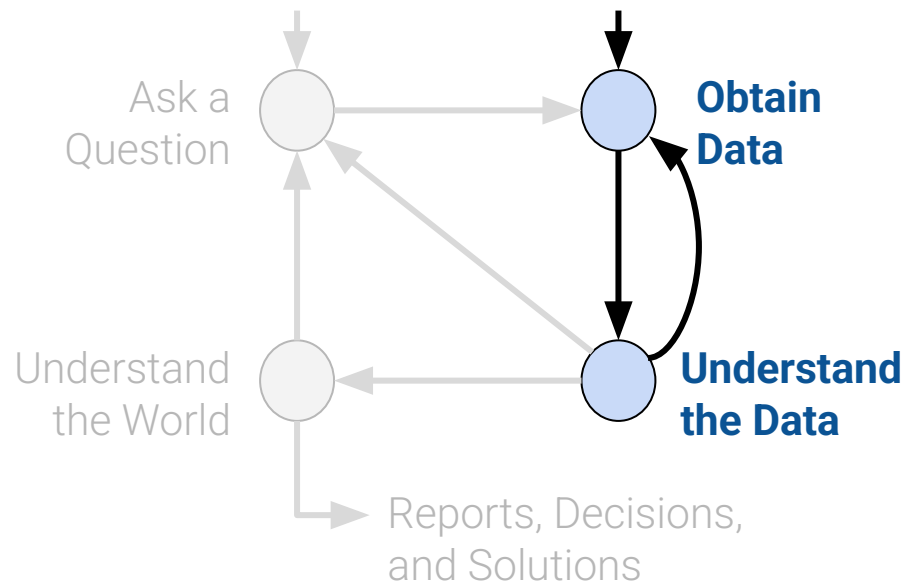 Ask a
Question
Obtain
Data
Understand
the World
Understand
the Data
Reports, Decisions,
and Solutions